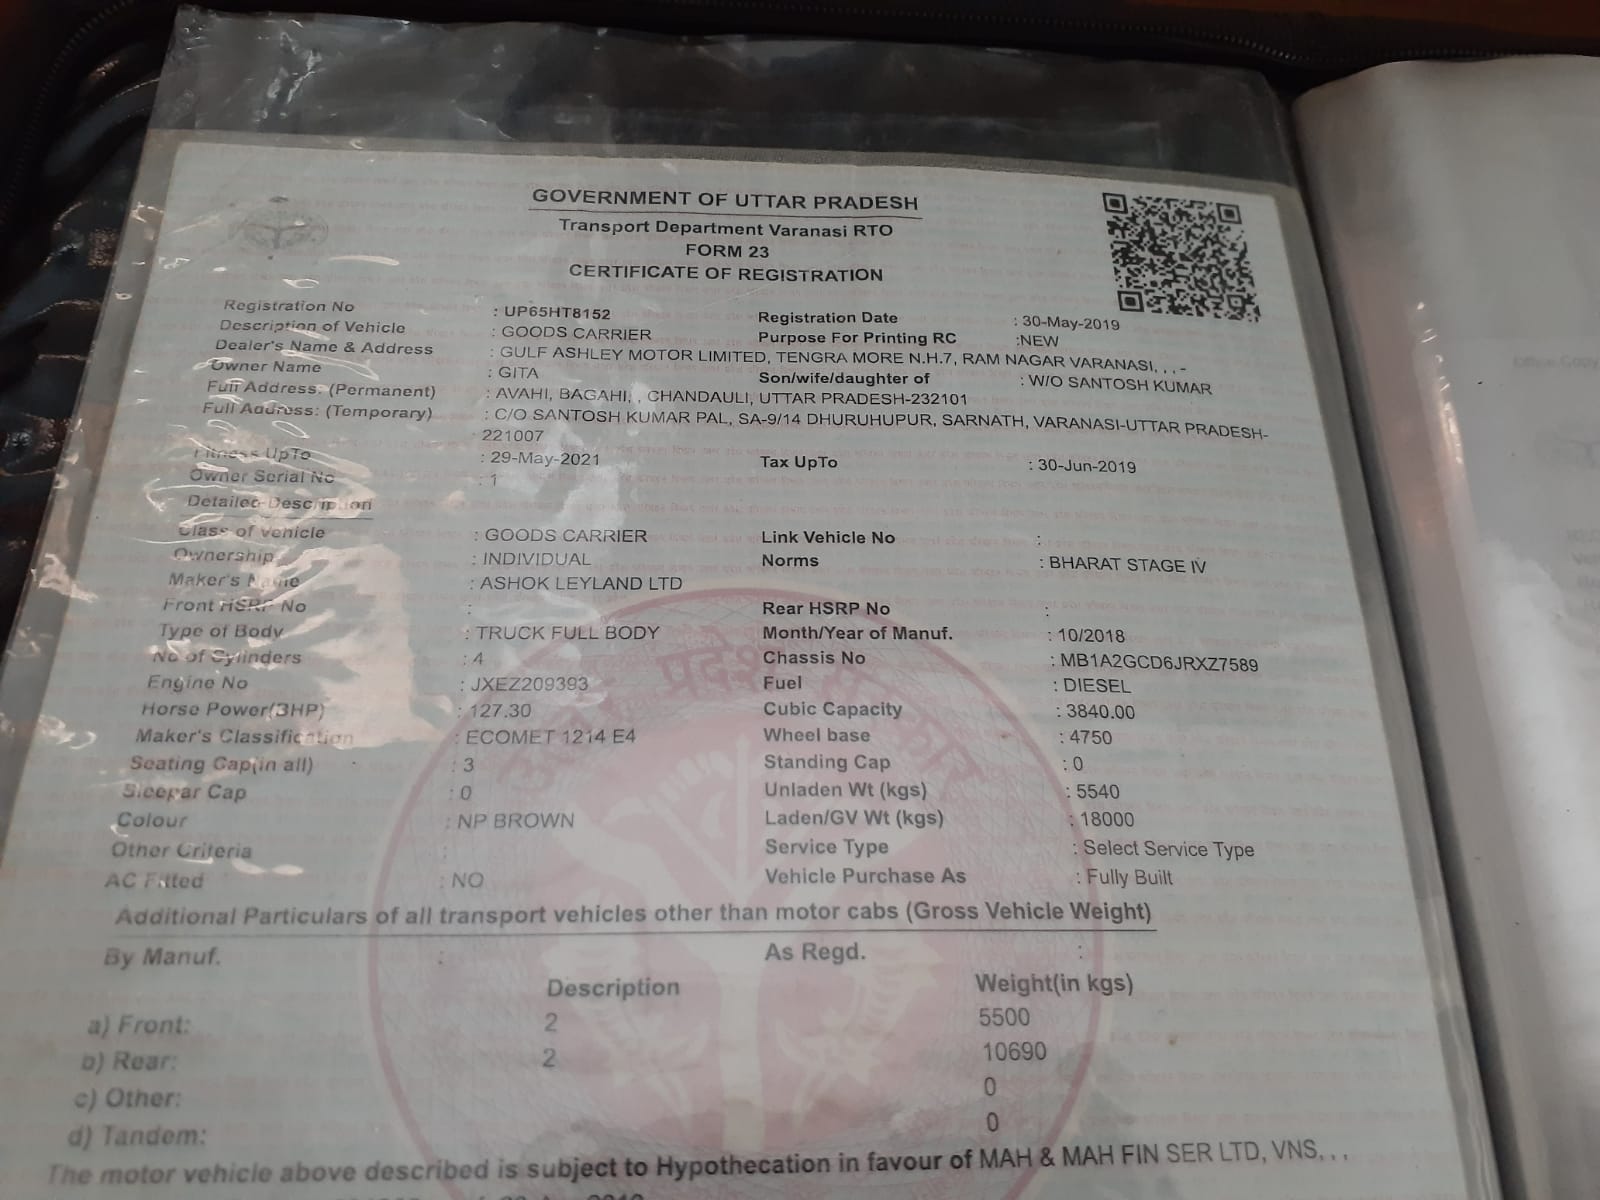 GOVERNMENT OF UTTAR PRADESH
Transport Department Varanasi RTO
FORM 23
CERTIFICATE OF REGISTRATION
Registration No : UP65HT8152 Registration Date : 30-May-2019
Description of Vehicle : GOODS CARRIER Purpose For Printing RC :NEW
Dealer's Name & Address : GULF ASHLEY MOTOR LIMITED, TENGRA MORE N.H.7, RAM NAGAR VARANASI, , ,-
Owner Name : GITA Son/wife/daughter of : W/O SANTOSH KUMAR
Full Address: (Permanent) : AVAHI, BAGAHI, , CHANDAULI, UTTAR PRADESH-232101
Full Address: (Temporary) : C/O SANTOSH KUMAR PAL, SA-9/14 DHURUHUPUR, SARNATH, VARANASI-UTTAR PRADESH-
221007
Fitness UpTo : 29-May-2021 Tax UpTo : 30-Jun-2019
Owner Serial No : 1
Detailed Description
Class of Vehicle : GOODS CARRIER Link Vehicle No :
Ownership : INDIVIDUAL Norms : BHARAT STAGE IV
Maker's Name : ASHOK LEYLAND LTD
Front HSRP No : Rear HSRP No :
Type of Body : TRUCK FULL BODY Month/Year of Manuf. : 10/2018
No of Cylinders : 4 Chassis No : MB1A2GCD6JRXZ7589
Engine No : JXEZ209393 Fuel : DIESEL
Horse Power(BHP) : 127.30 Cubic Capacity : 3840.00
Maker's Classification : ECOMET 1214 E4 Wheel base : 4750
Seating Cap(in all) : 3 Standing Cap : 0
Sleepar Cap : 0 Unladen Wt (kgs) : 5540
Colour : NP BROWN Laden/GV Wt (kgs) : 18000
Other Criteria : Service Type : Select Service Type
AC Fitted : NO Vehicle Purchase As : Fully Built
Additional Particulars of all transport vehicles other than motor cabs (Gross Vehicle Weight)
By Manuf. : As Regd. :
Description Weight(in kgs)
a) Front: 2 5500
b) Rear: 2 10690
c) Other: 0
d) Tandem: 0
The motor vehicle above described is subject to Hypothecation in favour of MAH & MAH FIN SER LTD, VNS, , ,
उत्तर प्रदेश सरकार